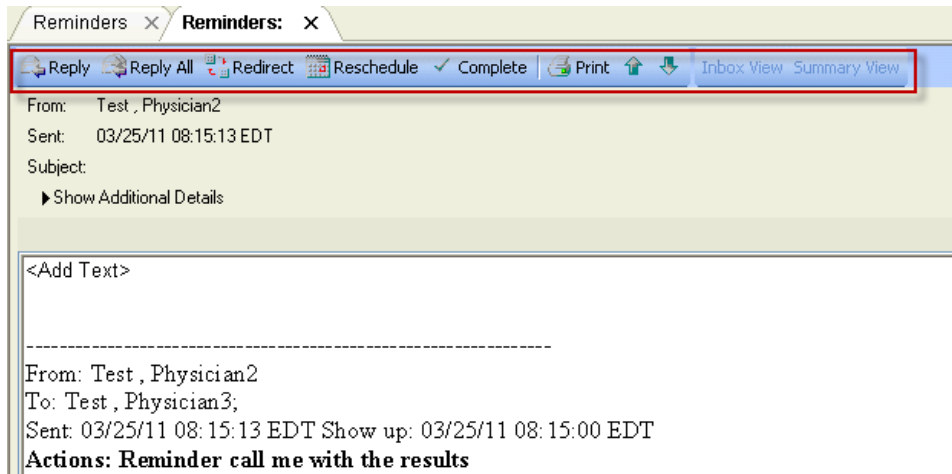 Reminders × Reminders: ×
Reply Reply All Redirect Reschedule Complete Print Inbox View Summary View
From: Test , Physician2
Sent: 03/25/11 08:15:13 EDT
Subject:
Show Additional Details
<Add Text>
----------------------------------------------------------------
From: Test , Physician2
To: Test , Physician3;
Sent: 03/25/11 08:15:13 EDT Show up: 03/25/11 08:15:00 EDT
Actions: Reminder call me with the results